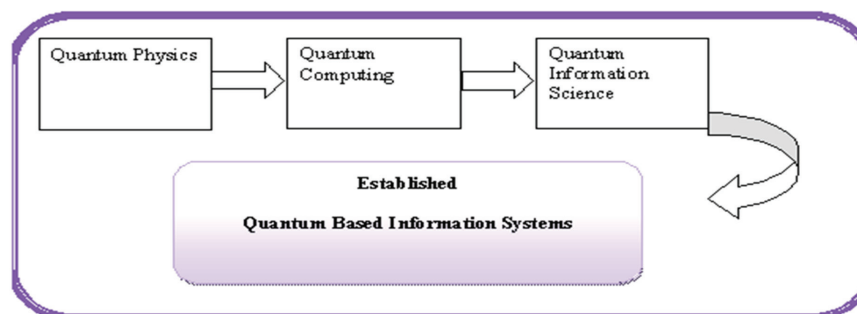 Quantum Physics
Quantum
Computing
Quantum
Information
Science
Established
Quantum Based Information Systems